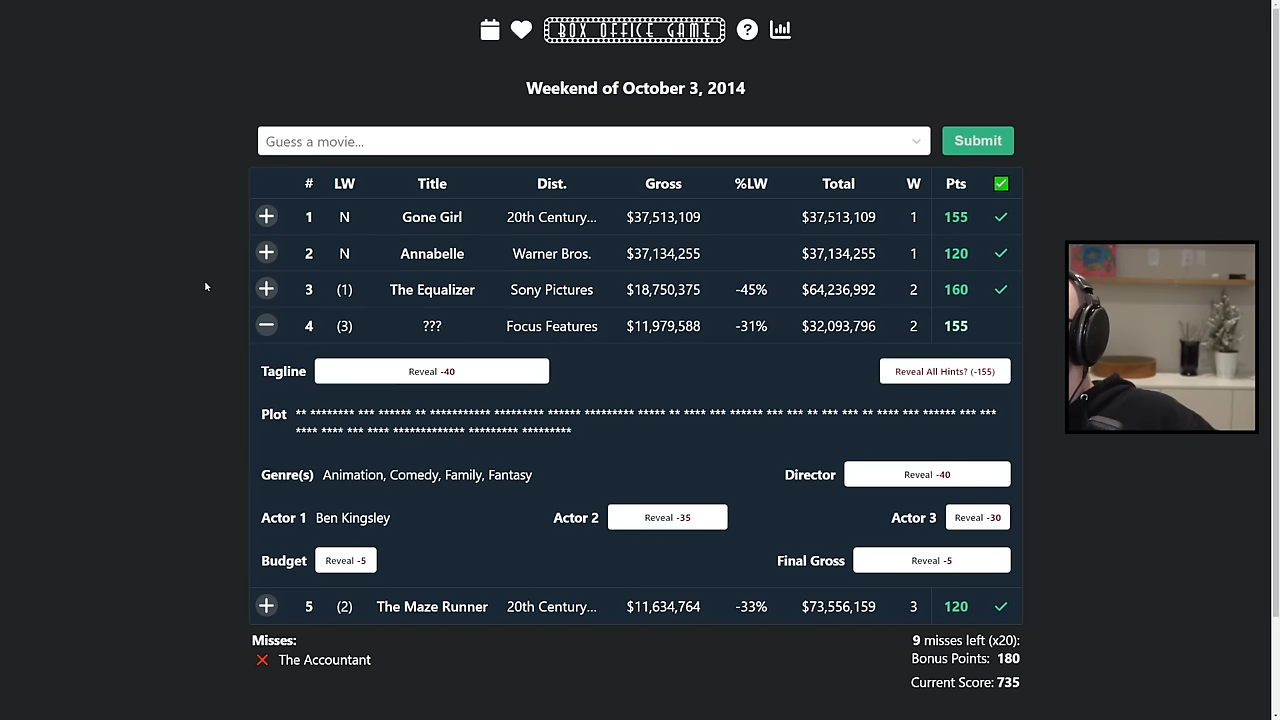 BOX OFFICE GAME
Weekend of October 3, 2014
Guess a movie...
Submit
# LW Title Dist. Gross %LW Total W Pts
1 N Gone Girl 20th Century... $37,513,109 $37,513,109 1 155
2 N Annabelle Warner Bros. $37,134,255 $37,134,255 1 120
3 (1) The Equalizer Sony Pictures $18,750,375 -45% $64,236,992 2 160
4 (3) ??? Focus Features $11,979,588 -31% $32,093,796 2 155
Tagline Reveal -40 Reveal All Hints? (-155)
Plot ** ******** *** ****** ** *********** ********* ****** ********* ***** ** **** *** ****** *** *** ** *** *** ** **** *** ****** *** ***
**** **** *** **** ************* ********* *********
Genre(s) Animation, Comedy, Family, Fantasy Director Reveal -40
Actor 1 Ben Kingsley Actor 2 Reveal -35 Actor 3 Reveal -30
Budget Reveal -5 Final Gross Reveal -5
5 (2) The Maze Runner 20th Century... $11,634,764 -33% $73,556,159 3 120
Misses: 9 misses left (x20):
The Accountant Bonus Points: 180
Current Score: 735